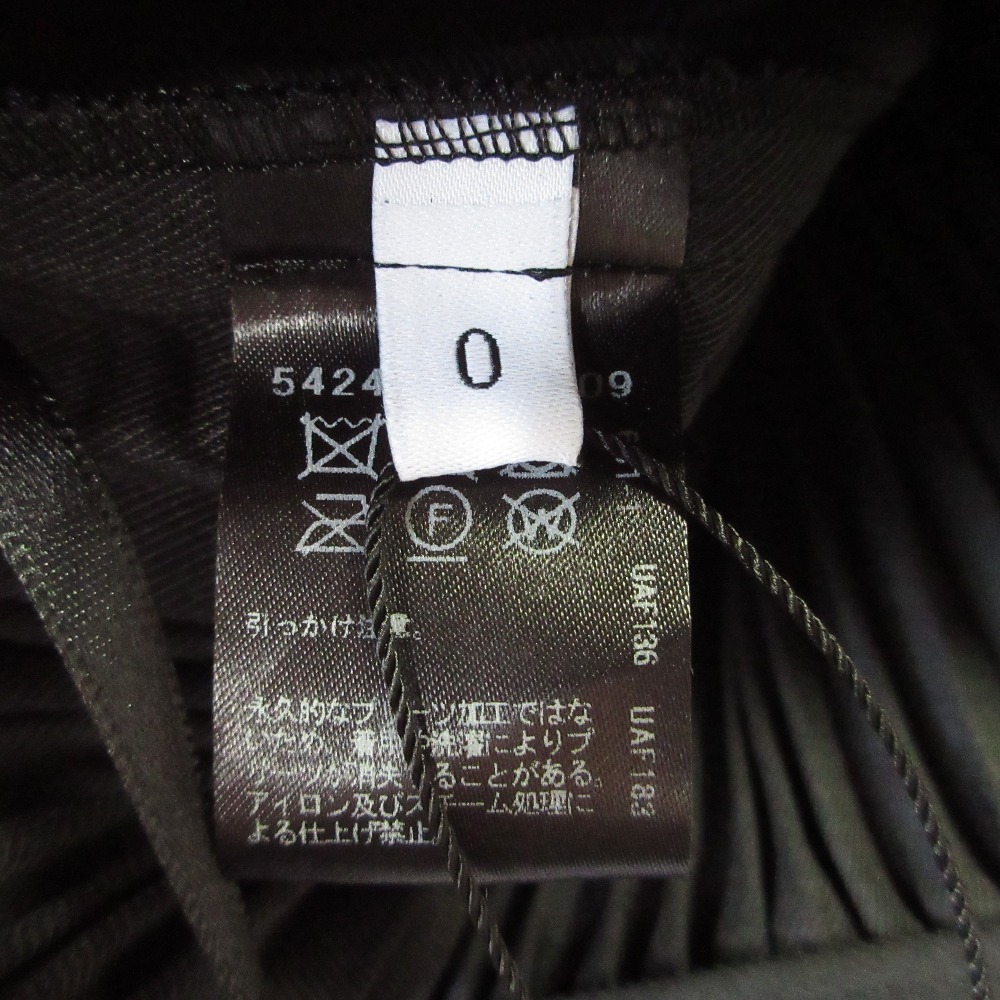 0
5424
09
F
W
UAF136
UAF183
引っかけ注意。
永久的なプリーツ加工ではな
いため、着用や洗濯によりプ
リーツが消失することがある。
アイロン及びスチーム処理に
よる仕上げ禁止